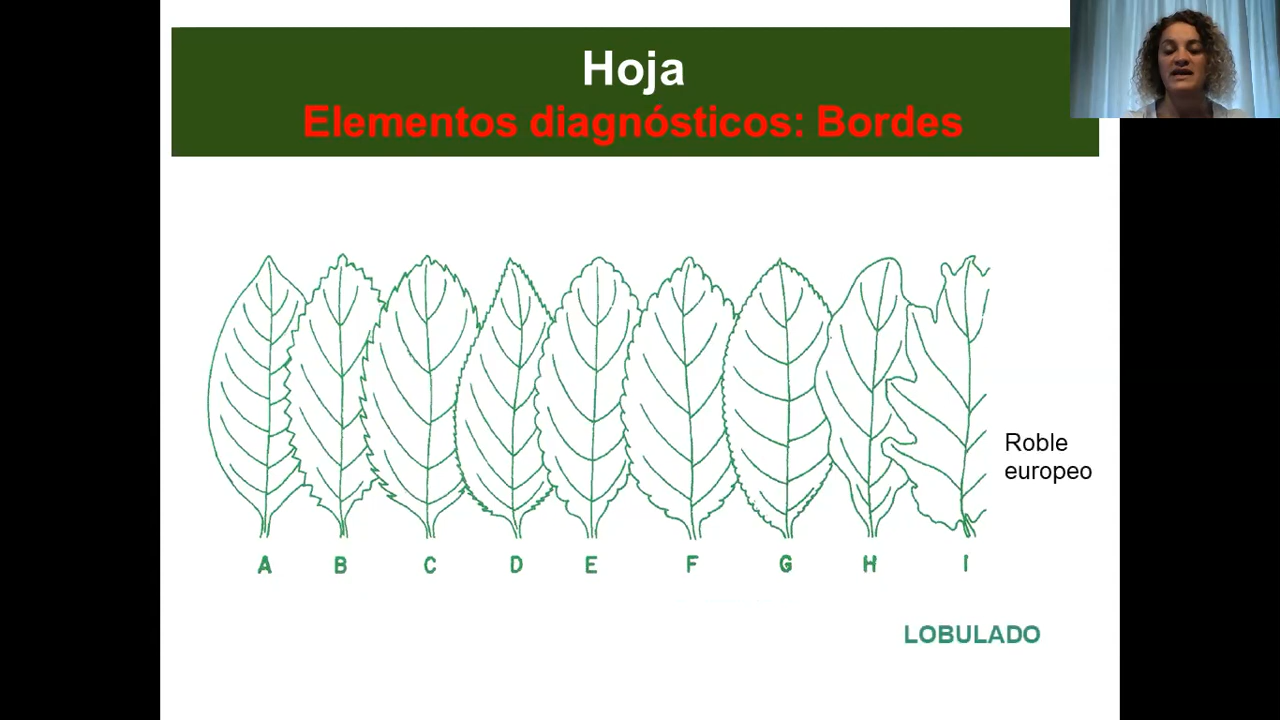 Hoja
Elementos diagnósticos: Bordes
Roble
europeo
A B C D E F G H I
LOBULADO